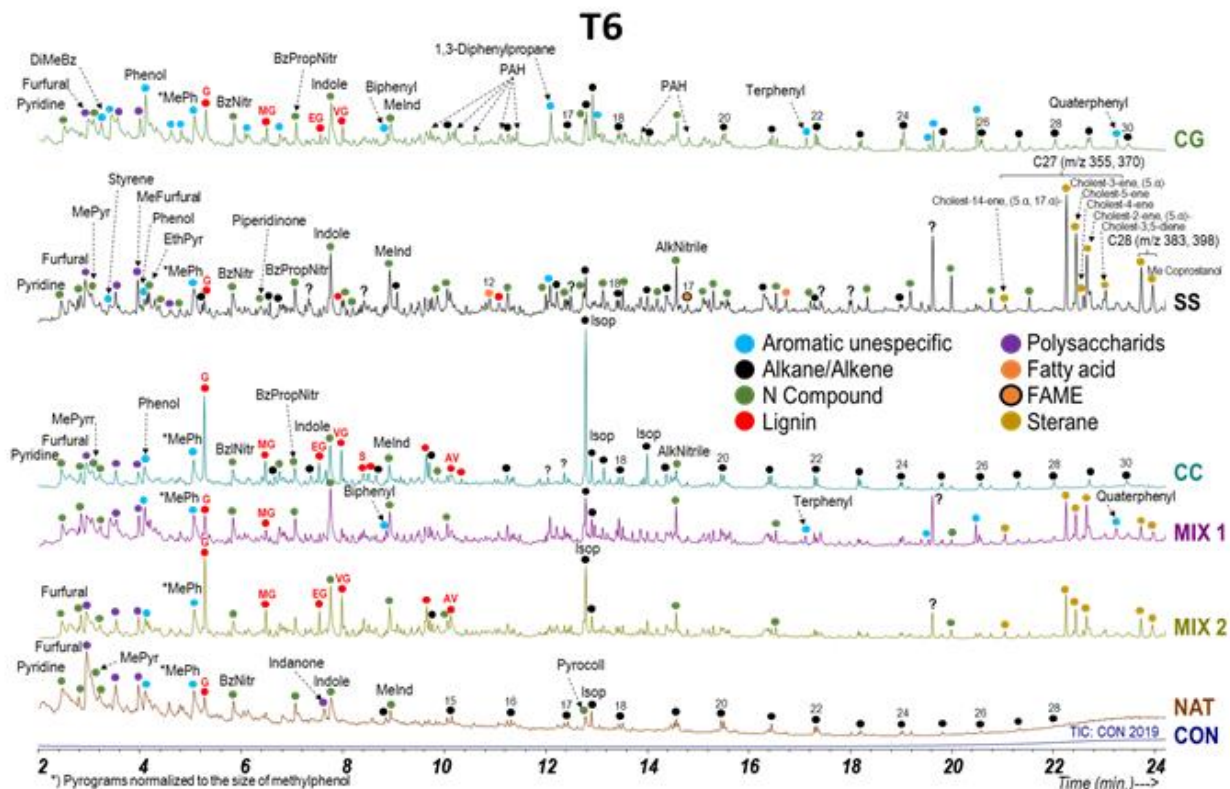 T6
1,3-Diphenylpropane
DiMeBz
BzPropNitr
PAH
Furfural
Phenol
Indole
Biphenyl
PAH
Terphenyl
Quaterphenyl
Pyridine
*MePh
G
BzNitr
MG
EG
VG
MeInd
17
18
20
22
24
26
28
30
CG
C27 (m/z 355, 370)
Styrene
MeFurfural
MePyr
Phenol
EthPyr
Piperidinone
Indole
Cholest-3-ene, (5.α)
Cholest-5-ene
Cholest-4-ene
Cholest-14-ene, (5.α, 17.α)-
Cholest-2-ene, (5.α)-
Cholest-3,5-diene
C28 (m/z 383, 398)
Furfural
*MePh
G
BzNitr
BzPropNitr
?
?
MeInd
AlkNitrile
?
Me Coprostanol
Pyridine
12
?
18
17
?
?
SS
Isop
Aromatic unespecific
Polysaccharids
Alkane/Alkene
Fatty acid
N Compound
FAME
Lignin
Sterane
G
BzPropNitr
MePyrr
Phenol
Furfural
*MePh
Indole
VG
Isop
Isop
Pyridine
BzlNitr
MG
EG
S
MeInd
AV
?
?
18
AlkNitrile
20
22
24
26
28
30
CC
Biphenyl
*MePh
G
MG
Terphenyl
?
Quaterphenyl
MIX 1
G
Isop
Furfural
*MePh
MG
EG
VG
AV
?
MIX 2
Furfural
MePyr
Indanone
Pyrocoll
Pyridine
*MePh
G
BzNitr
Indole
MeInd
15
16
17
Isop
18
20
22
24
26
28
NAT
TIC: CON 2019
CON
2 4 6 8 10 12 14 16 18 20 22 24
*) Pyrograms normalized to the size of methylphenol
Time (min.)--->